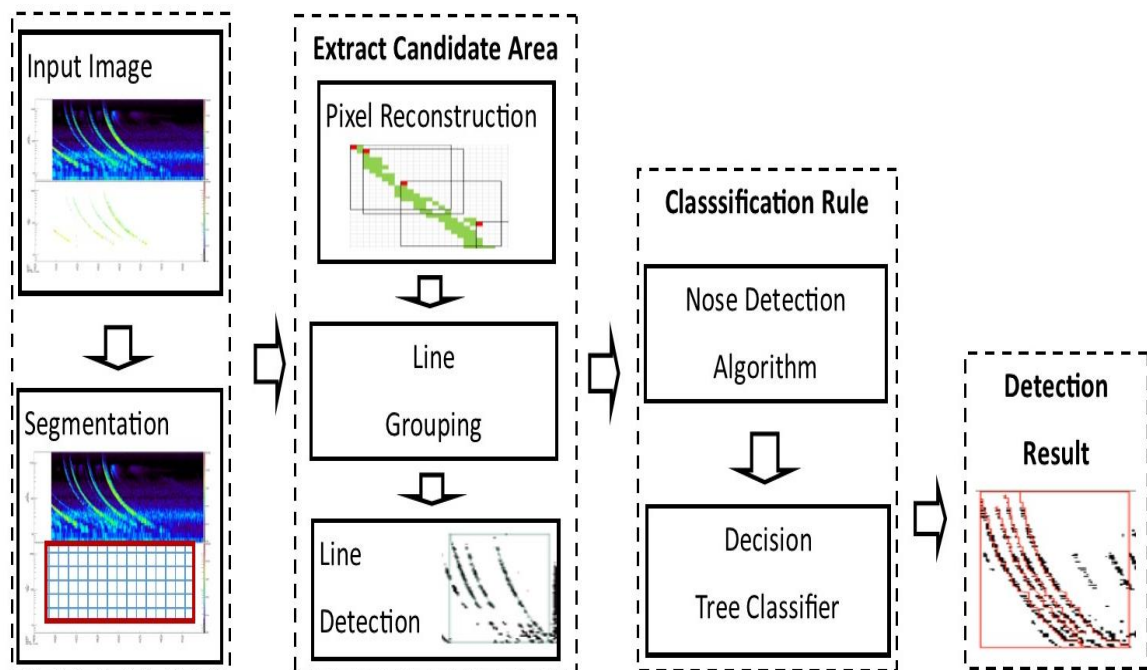 Input Image
Segmentation
Extract Candidate Area
Pixel Reconstruction
Line
Grouping
Line
Detection
Classsification Rule
Nose Detection
Algorithm
Decision
Tree Classifier
Detection
Result